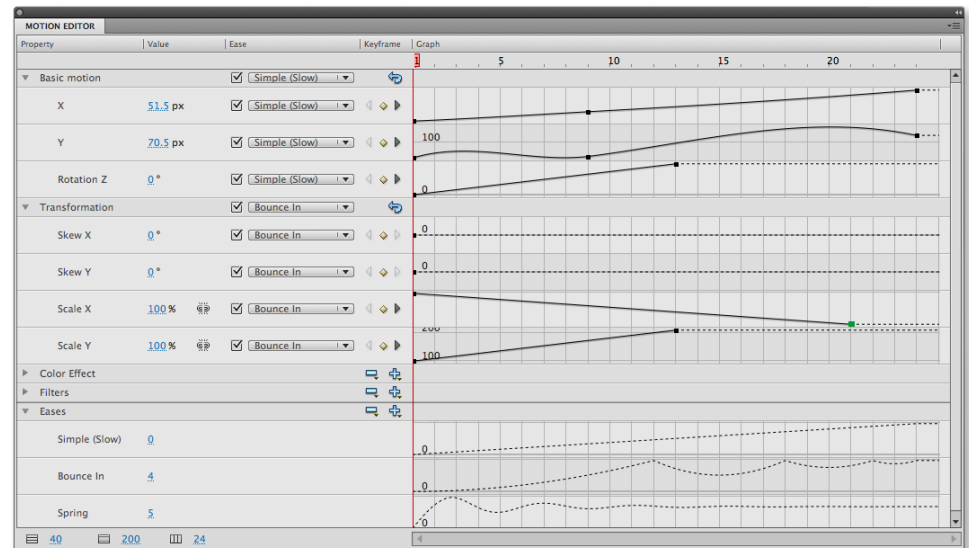 MOTION EDITOR
Property Value Ease Keyframe Graph
1 5 10 15 20
Basic motion Simple (Slow)
X 51.5 px Simple (Slow)
Y 70.5 px Simple (Slow) 100
Rotation Z 0° Simple (Slow) 0
Transformation Bounce In
Skew X 0° Bounce In 0
Skew Y 0° Bounce In 0
Scale X 100 % Bounce In
200
Scale Y 100 % Bounce In 100
Color Effect
Filters
Eases
Simple (Slow) 0 0
Bounce In 4 0
Spring 5 0
40 200 24